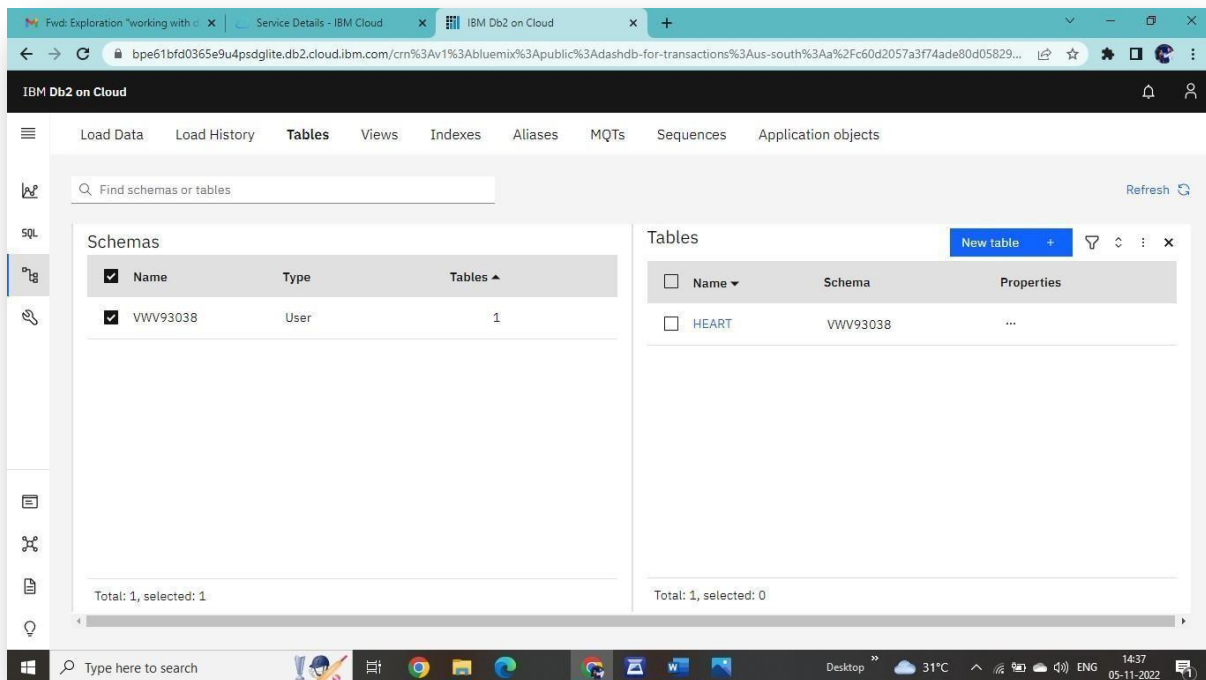 Fwd: Exploration "working with d
Service Details - IBM Cloud
IBM Db2 on Cloud
bpe61bfd0365e9u4psdglite.db2.cloud.ibm.com/crn%3Av1%3Abluemix%3Apublic%3Adashdb-for-transactions%3Aus-south%3Aa%2Fc60d2057a3f74ade80d05829...
IBM Db2 on Cloud
Load Data Load History Tables Views Indexes Aliases MQTs Sequences Application objects
Find schemas or tables
Refresh
SQL
Schemas
Name Type Tables
VWV93038 User 1
Total: 1, selected: 1
Tables
New table +
Name Schema Properties
HEART VWV93038 ...
Total: 1, selected: 0
Type here to search
Desktop
31°C
ENG
14:37
05-11-2022